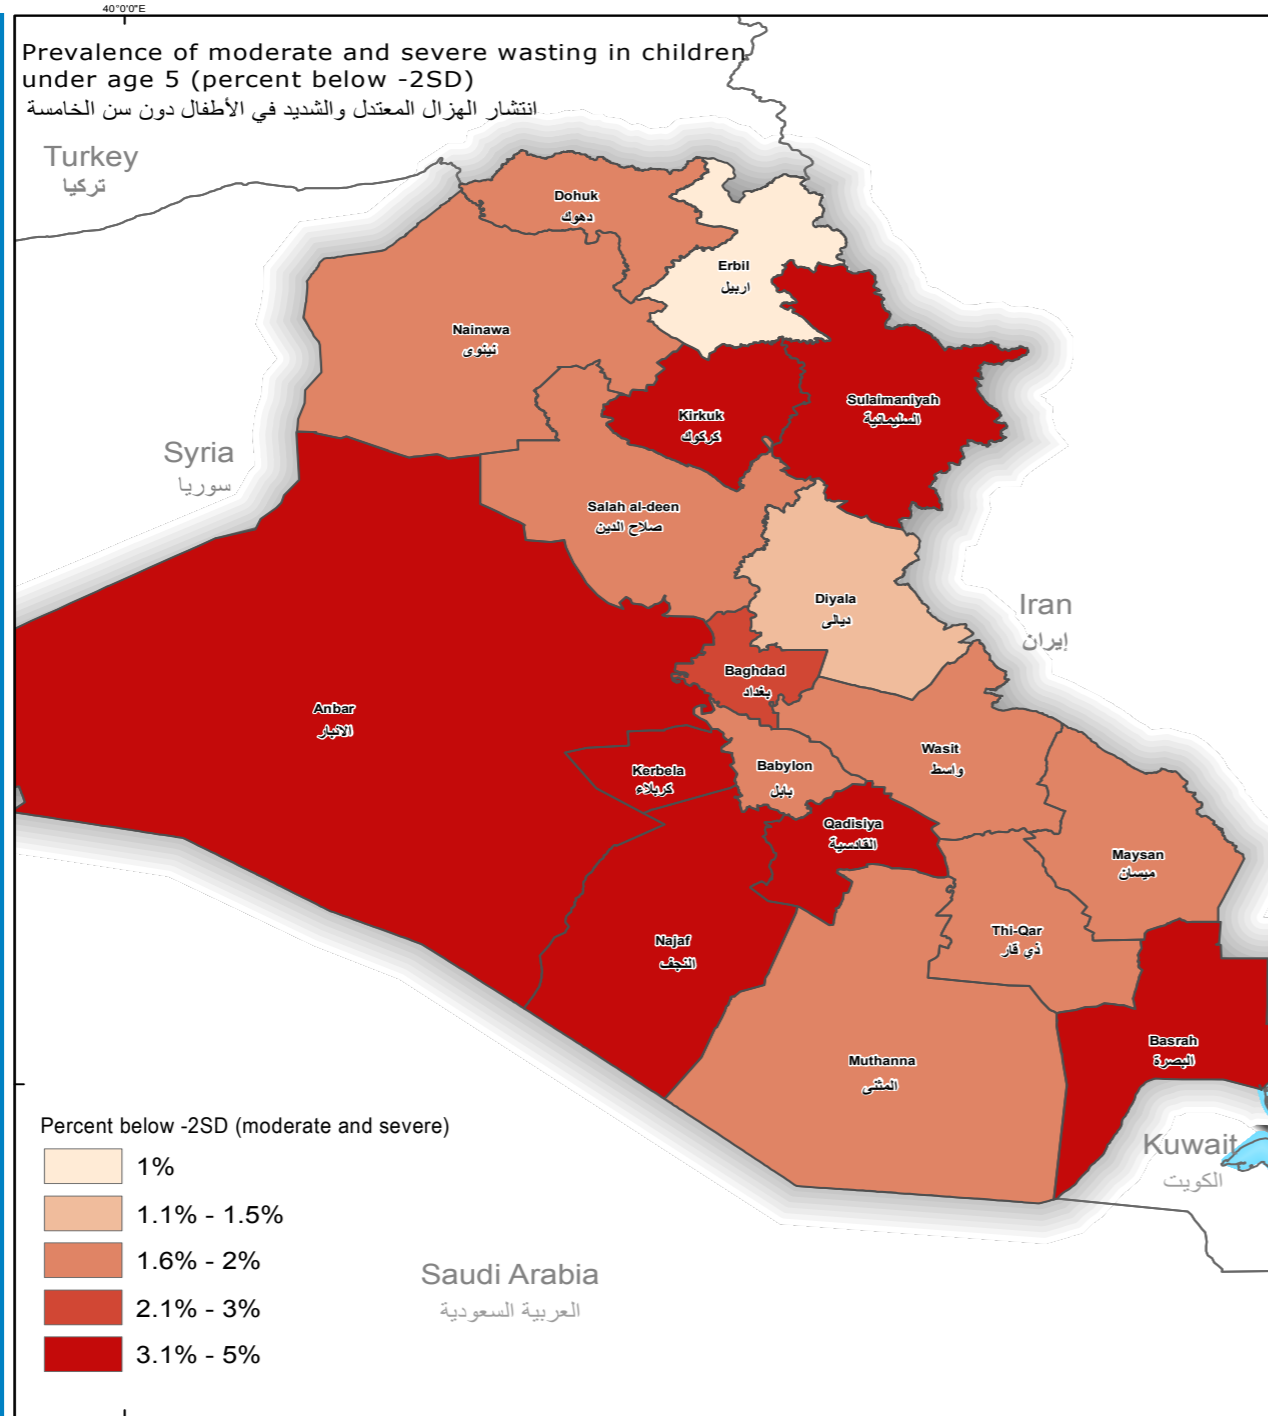 40°0'0"E
Prevalence of moderate and severe wasting in children
under age 5 (percent below -2SD)
انتشار الهزال المعتدل والشديد في الأطفال دون سن الخامسة
Turkey
تركيا
Dohuk
دهوك
Erbil
اربيل
Nainawa
نينوى
Kirkuk
كركوك
Sulaimaniyah
السليمانية
Syria
سوريا
Salah al-deen
صلاح الدين
Diyala
ديالى
Iran
إيران
Baghdad
بغداد
Anbar
الانبار
Wasit
واسط
Kerbela
كربلاء
Babylon
بابل
Qadisiya
القادسية
Maysan
ميسان
Najaf
النجف
Thi-Qar
ذي قار
Basrah
البصرة
Muthanna
المثنى
Kuwait
الكويت
Saudi Arabia
العربية السعودية
Percent below -2SD (moderate and severe)
1%
1.1% - 1.5%
1.6% - 2%
2.1% - 3%
3.1% - 5%